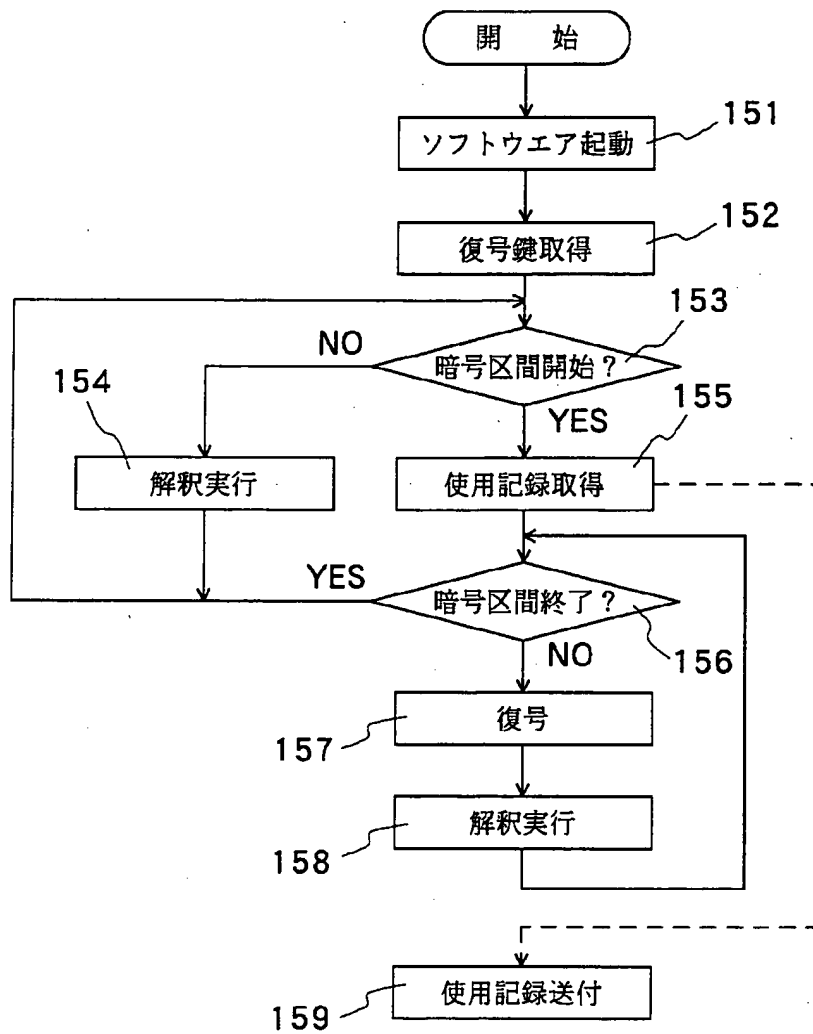 開 始
151
ソフトウエア起動
152
復号鍵取得
153
NO
暗号区間開始？
154
YES
155
解釈実行
使用記録取得
YES
暗号区間終了？
NO
156
復号
157
解釈実行
158
使用記録送付
159